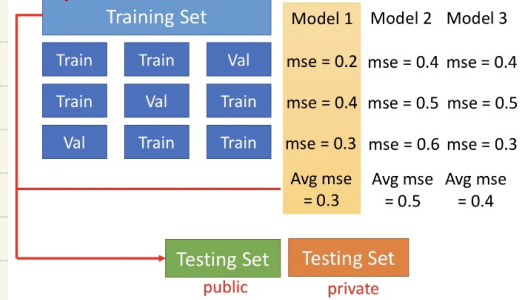 Training Set Model 1 Model 2 Model 3
Train Train Val mse = 0.2 mse = 0.4 mse = 0.4
Train Val Train mse = 0.4 mse = 0.5 mse = 0.5
Val Train Train mse = 0.3 mse = 0.6 mse = 0.3
Avg mse Avg mse Avg mse
= 0.3 = 0.5 = 0.4
Testing Set Testing Set
public private